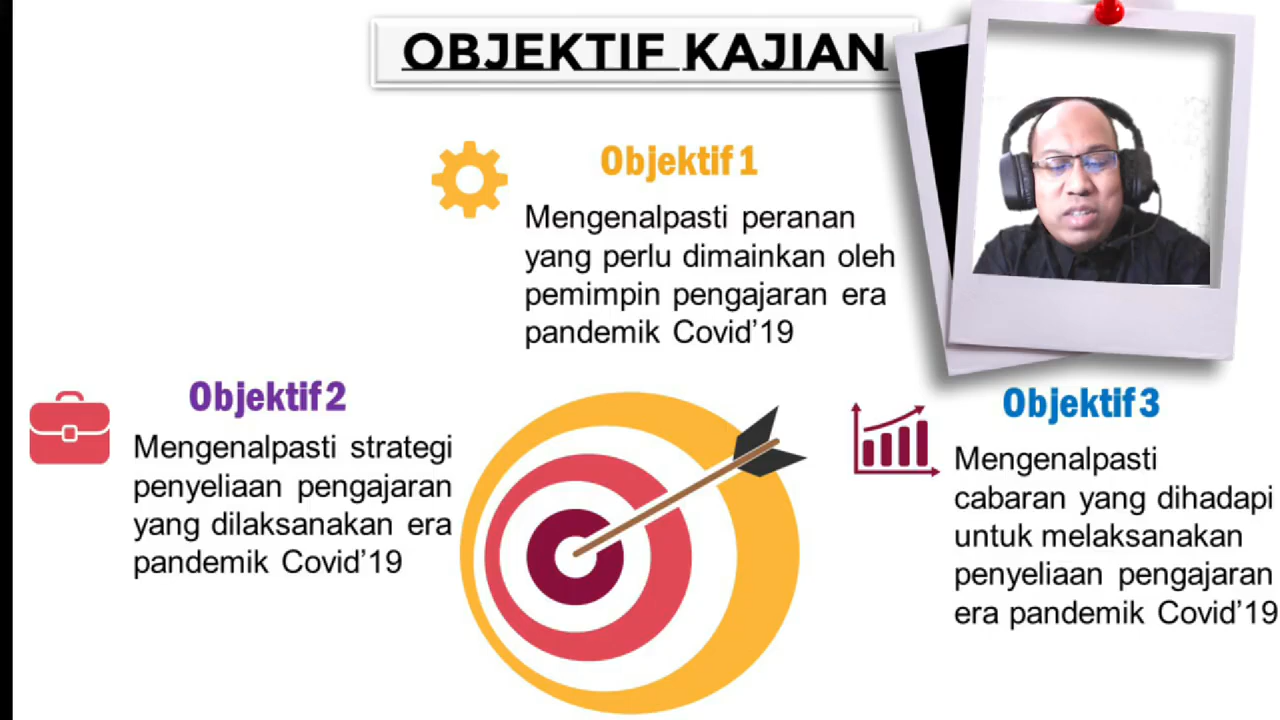 OBJEKTIF KAJIAN
Objektif 1
Mengenalpasti peranan
yang perlu dimainkan oleh
pemimpin pengajaran era
pandemik Covid'19
Objektif 2
Mengenalpasti strategi
penyeliaan pengajaran
yang dilaksanakan era
pandemik Covid'19
Objektif 3
Mengenalpasti
cabaran yang dihadapi
untuk melaksanakan
penyeliaan pengajaran
era pandemik Covid'19